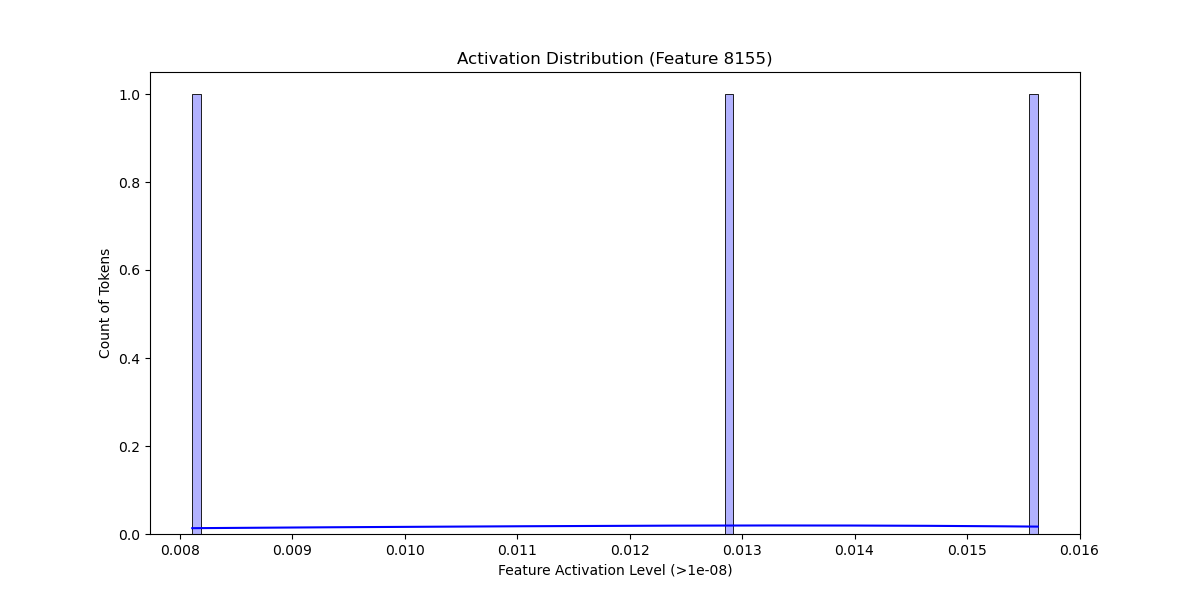 Activation Distribution (Feature 8155)
1.0
0.8
0.6
0.4
0.2
0.0
Count of Tokens
0.008 0.009 0.010 0.011 0.012 0.013 0.014 0.015 0.016
Feature Activation Level (>1e-08)